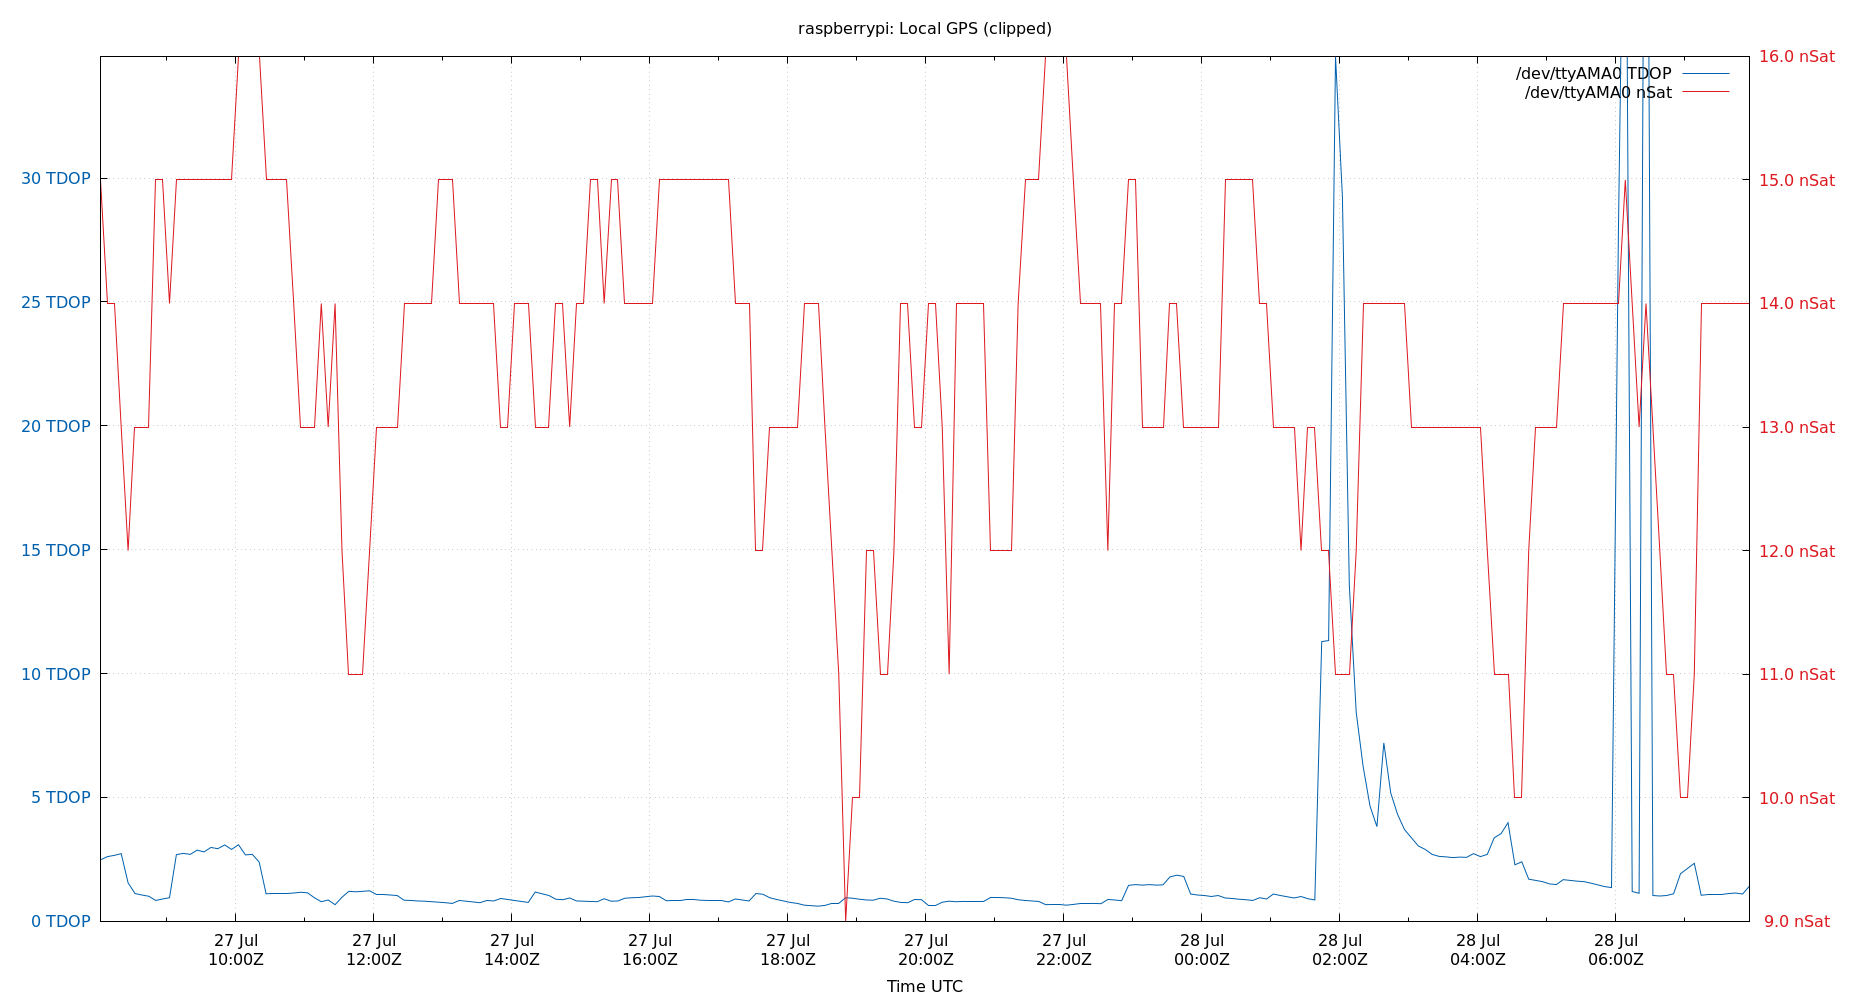 raspberrypi: Local GPS (clipped)
/dev/ttyAMA0 TDOP
/dev/ttyAMA0 nSat
30 TDOP
25 TDOP
20 TDOP
15 TDOP
10 TDOP
5 TDOP
0 TDOP
16.0 nSat
15.0 nSat
14.0 nSat
13.0 nSat
12.0 nSat
11.0 nSat
10.0 nSat
9.0 nSat
27 Jul
10:00Z
27 Jul
12:00Z
27 Jul
14:00Z
27 Jul
16:00Z
27 Jul
18:00Z
27 Jul
20:00Z
27 Jul
22:00Z
28 Jul
00:00Z
28 Jul
02:00Z
28 Jul
04:00Z
28 Jul
06:00Z
Time UTC